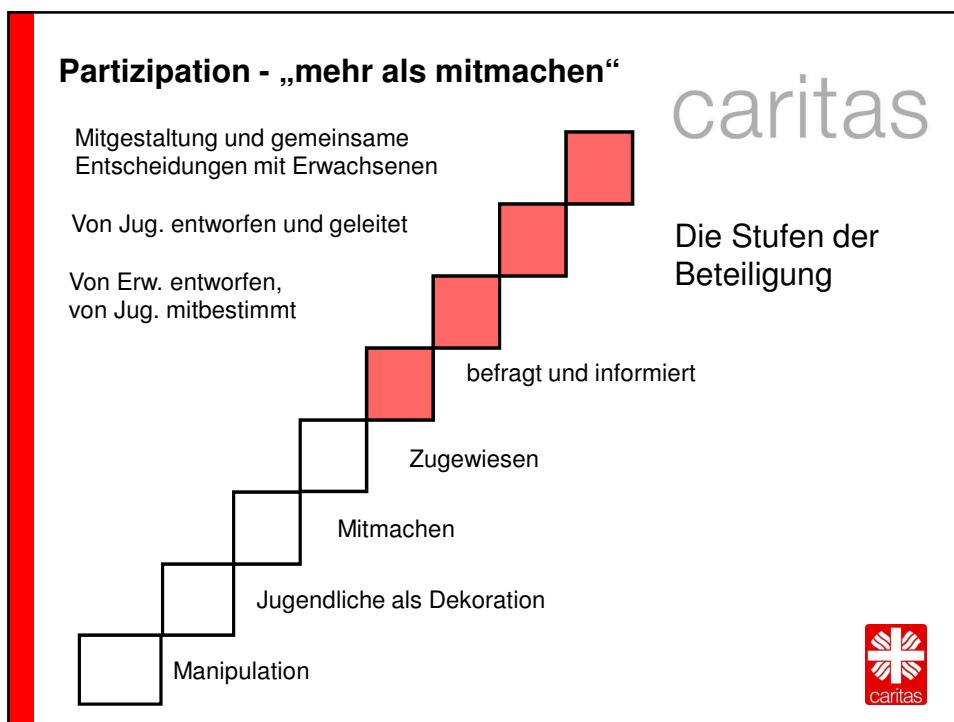 Partizipation - „mehr als mitmachen“
caritas
Mitgestaltung und gemeinsame
Entscheidungen mit Erwachsenen
Von Jug. entworfen und geleitet
Die Stufen der
Beteiligung
Von Erw. entworfen,
von Jug. mitbestimmt
befragt und informiert
Zugewiesen
Mitmachen
Jugendliche als Dekoration
Manipulation
caritas